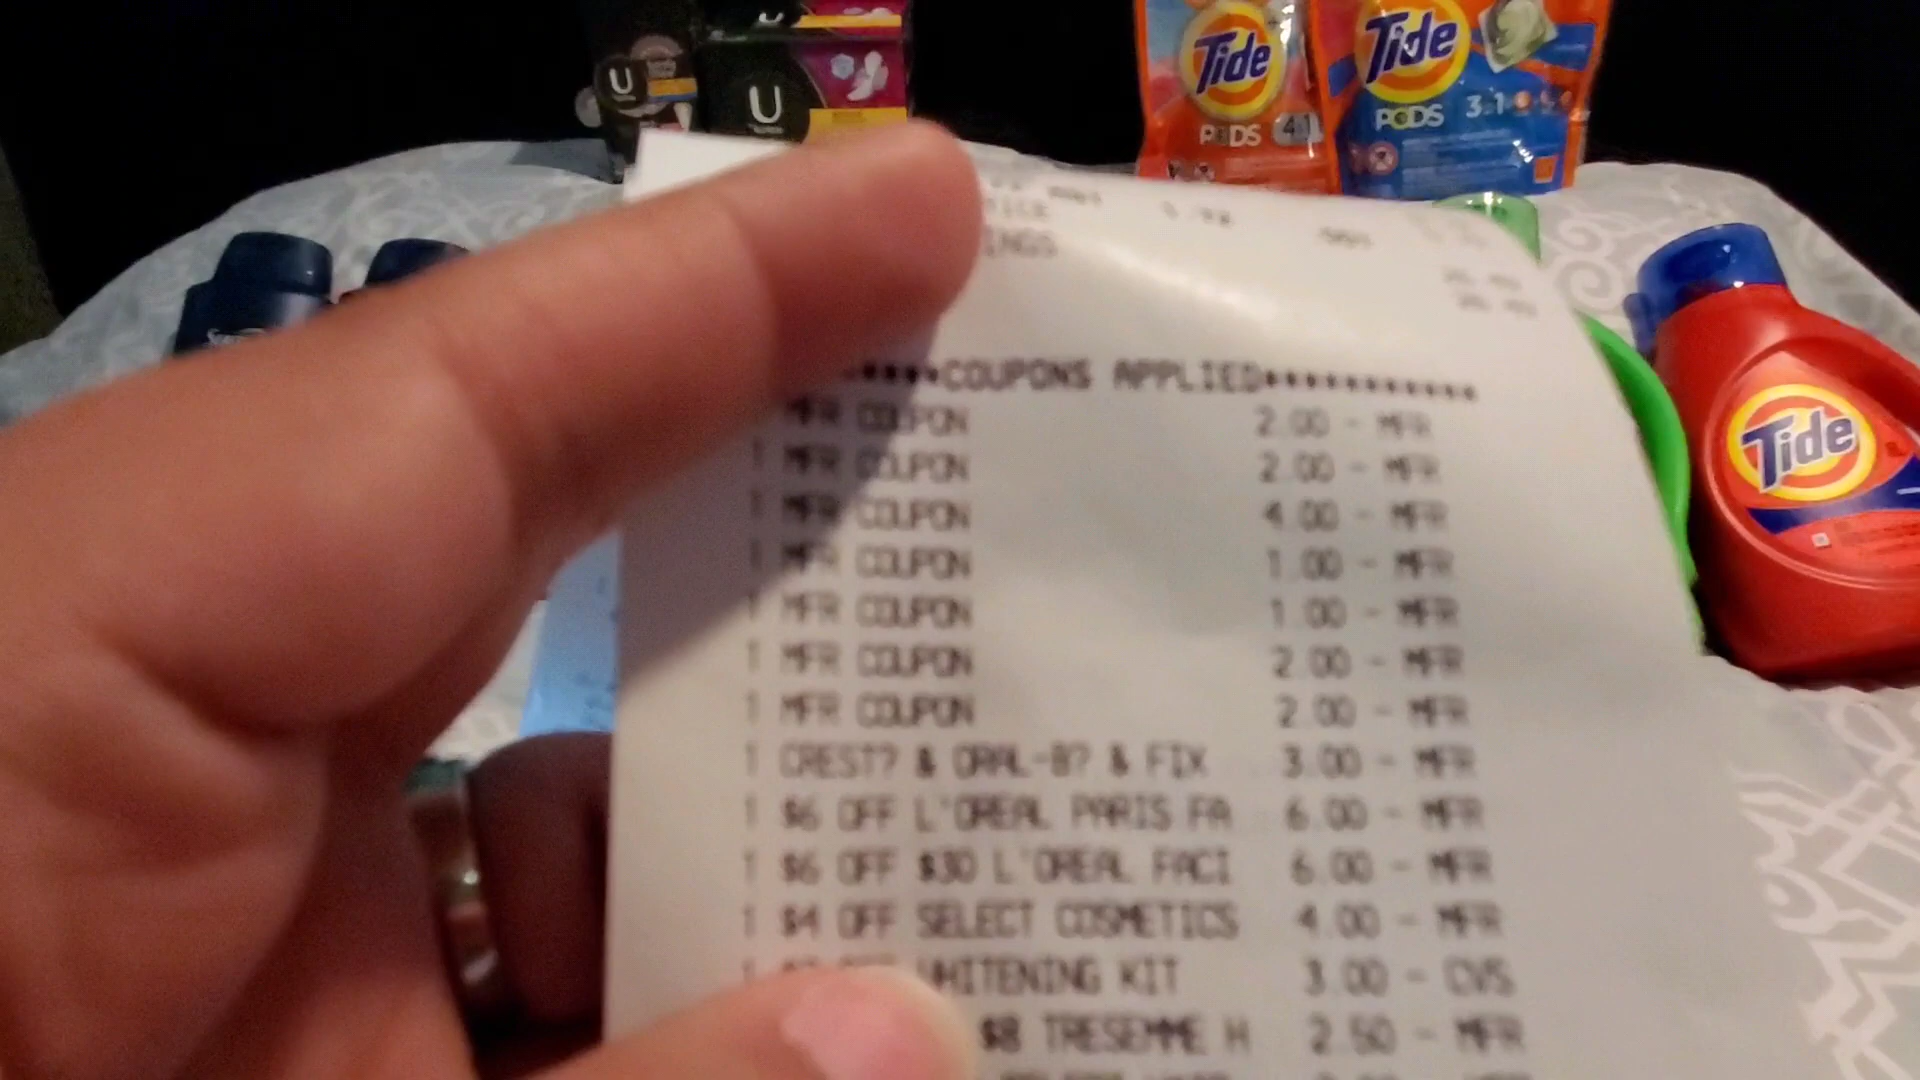 U
U
Tide
PODS
4in1
Tide
PODS 3in1
INGS
COUPONS APPLIED
MFR COUPON 2.00 - MFR
1 MFR COUPON 2.00 - MFR
1 MFR COUPON 4.00 - MFR
1 MFR COUPON 1.00 - MFR
1 MFR COUPON 1.00 - MFR
1 MFR COUPON 2.00 - MFR
1 MFR COUPON 2.00 - MFR
1 CREST? & ORAL-B? & FIX 3.00 - MFR
1 $6 OFF L'OREAL PARIS FA 6.00 - MFR
1 $6 OFF $30 L'OREAL FACI 6.00 - MFR
1 $4 OFF SELECT COSMETICS 4.00 - MFR
WHITENING KIT 3.00 - CVS
$8 TRESEMME H 2.50 - MFR
Tide